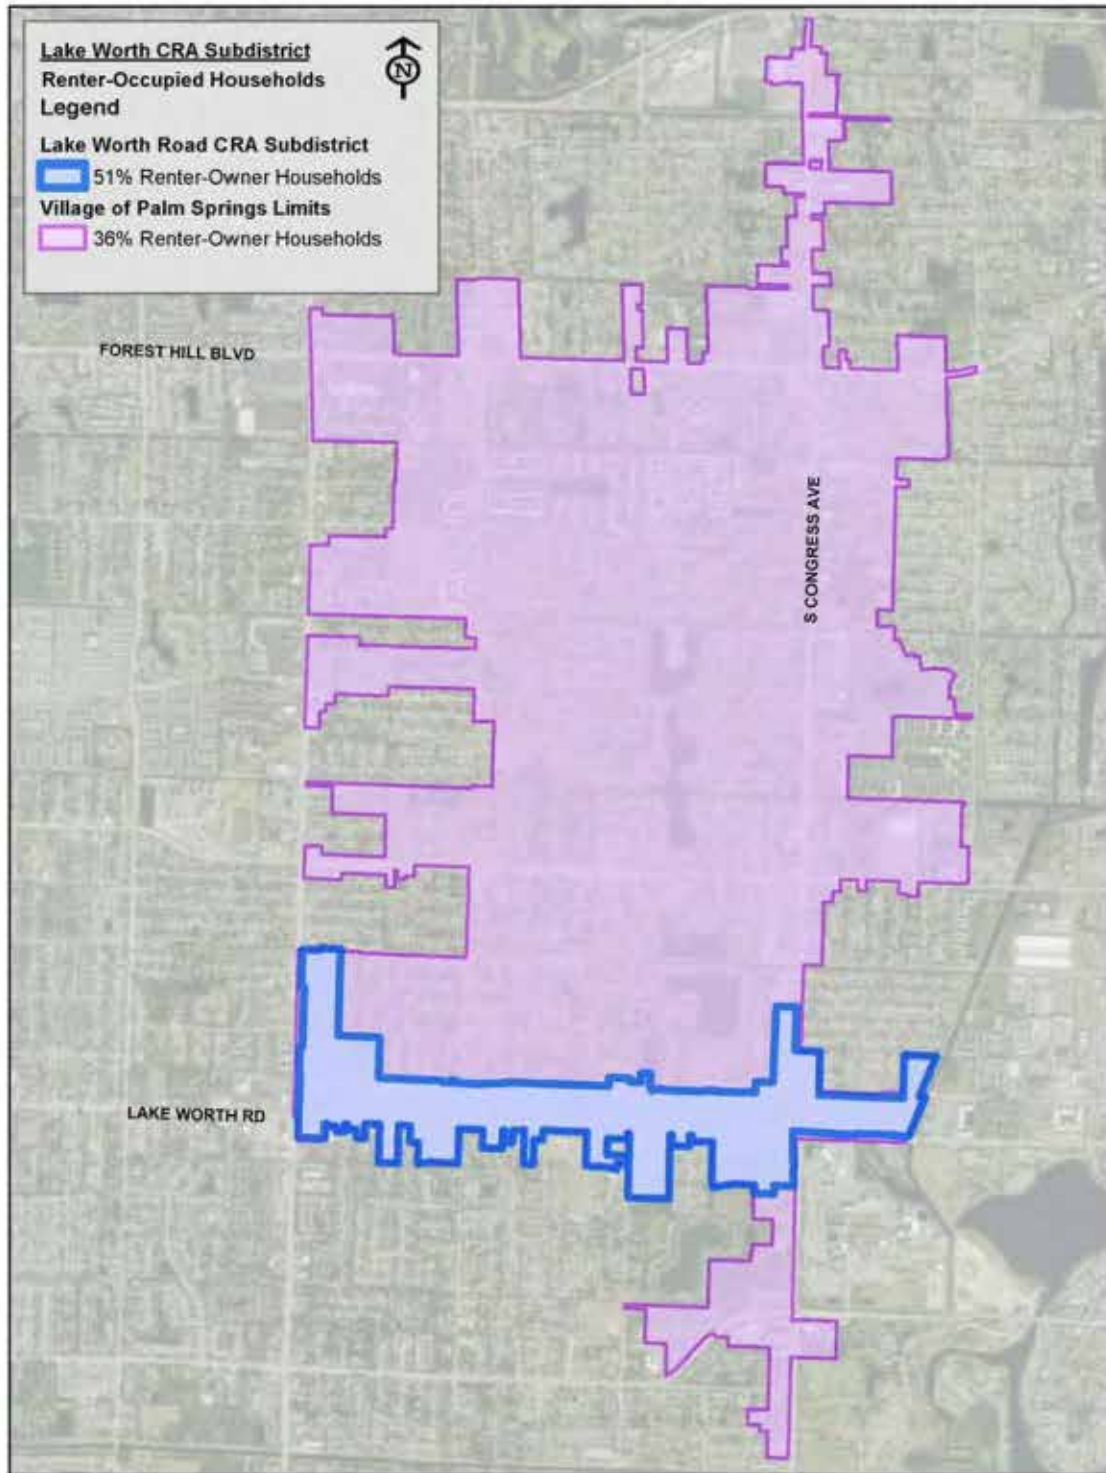 Lake Worth CRA Subdistrict
Renter-Occupied Households
Legend
N
Lake Worth Road CRA Subdistrict
51% Renter-Owner Households
Village of Palm Springs Limits
36% Renter-Owner Households
FOREST HILL BLVD
S CONGRESS AVE
LAKE WORTH RD